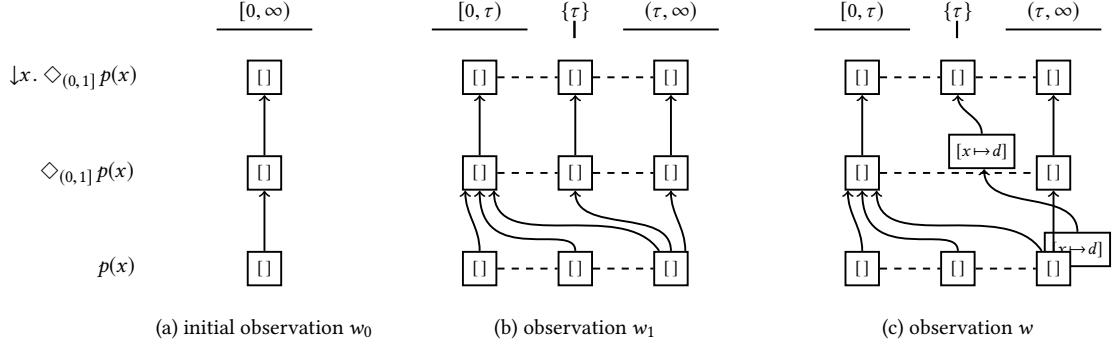 [0, ∞) [0, τ) {τ} (τ, ∞) [0, τ) {τ} (τ, ∞)
↓x. ◇(0,1] p(x) [] [] [] [] [] [] []
[x ↦ d]
◇(0,1] p(x) [] [] [] [] [] []
[x ↦ d]
p(x) [] [] [] [] [] [] []
(a) initial observation w₀ (b) observation w₁ (c) observation w